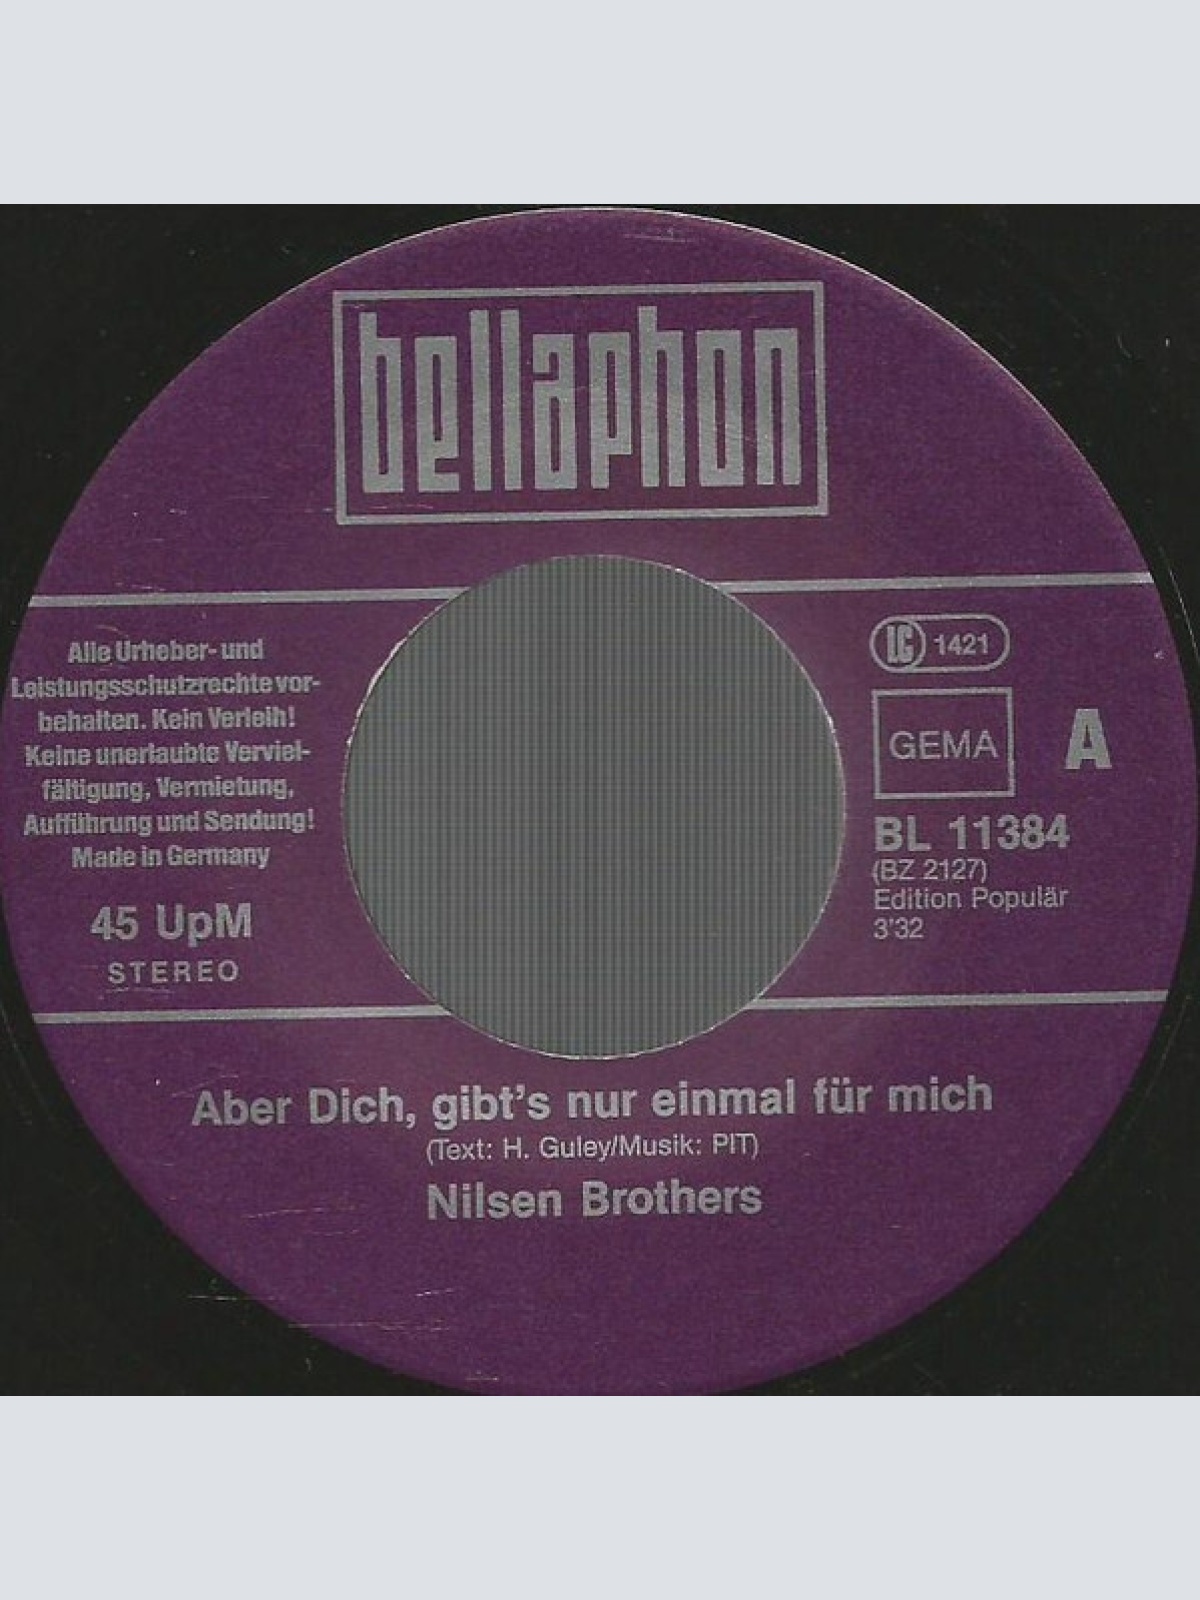 bellaphon
Alle Urheber- und
Leistungsschutzrechte vor-
behalten. Kein Verleih!
Keine unerlaubte Verviel-
fältigung, Vermietung,
Aufführung und Sendung!
Made in Germany
45 UpM
STEREO
LC 1421
GEMA
A
BL 11384
(BZ 2127)
Edition Populär
3'32
Aber Dich, gibt's nur einmal für mich
(Text: H. Guley/Musik: PIT)
Nilsen Brothers